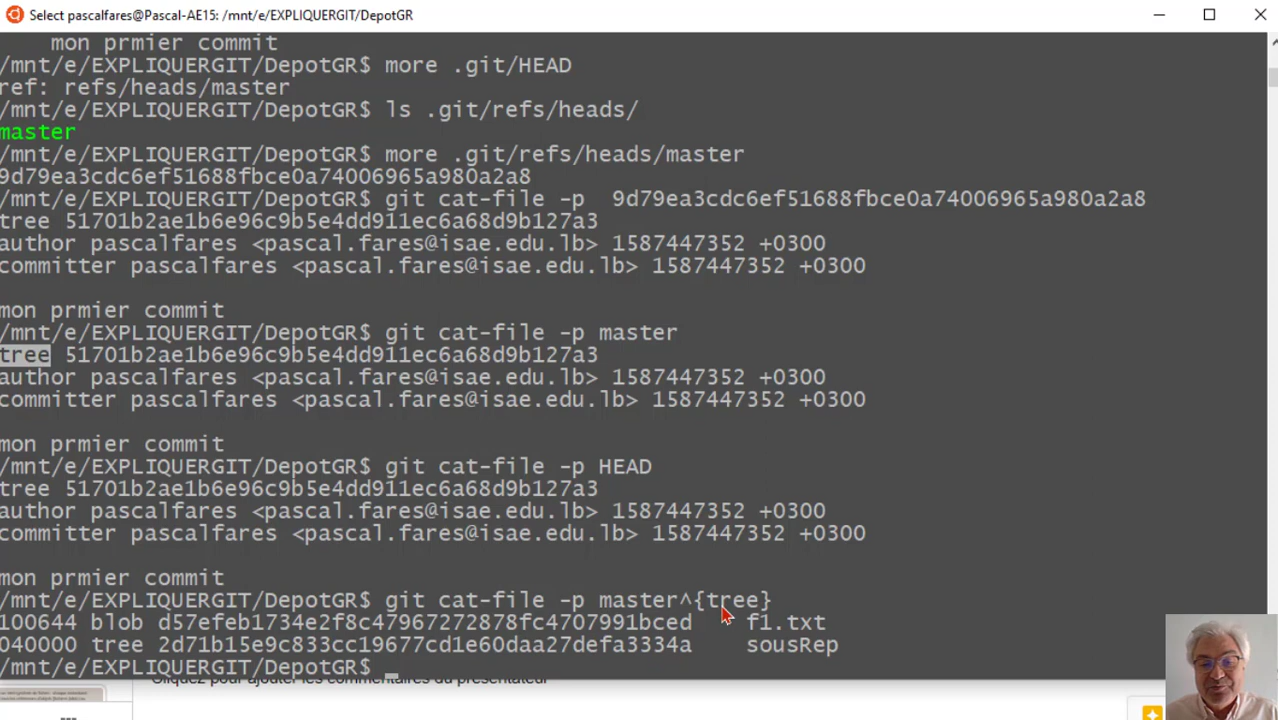 Select pascalfares@Pascal-AE15: /mnt/e/EXPLIQUERGIT/DepotGR
mon prmier commit
/mnt/e/EXPLIQUERGIT/DepotGR$ more .git/HEAD
ref: refs/heads/master
/mnt/e/EXPLIQUERGIT/DepotGR$ ls .git/refs/heads/
master
/mnt/e/EXPLIQUERGIT/DepotGR$ more .git/refs/heads/master
9d79ea3cdc6ef51688fbce0a74006965a980a2a8
/mnt/e/EXPLIQUERGIT/DepotGR$ git cat-file -p  9d79ea3cdc6ef51688fbce0a74006965a980a2a8
tree 51701b2ae1b6e96c9b5e4dd911ec6a68d9b127a3
author pascalfares <pascal.fares@isae.edu.lb> 1587447352 +0300
committer pascalfares <pascal.fares@isae.edu.lb> 1587447352 +0300
mon prmier commit
/mnt/e/EXPLIQUERGIT/DepotGR$ git cat-file -p master
tree 51701b2ae1b6e96c9b5e4dd911ec6a68d9b127a3
author pascalfares <pascal.fares@isae.edu.lb> 1587447352 +0300
committer pascalfares <pascal.fares@isae.edu.lb> 1587447352 +0300
mon prmier commit
/mnt/e/EXPLIQUERGIT/DepotGR$ git cat-file -p HEAD
tree 51701b2ae1b6e96c9b5e4dd911ec6a68d9b127a3
author pascalfares <pascal.fares@isae.edu.lb> 1587447352 +0300
committer pascalfares <pascal.fares@isae.edu.lb> 1587447352 +0300
mon prmier commit
/mnt/e/EXPLIQUERGIT/DepotGR$ git cat-file -p master^{tree}
100644 blob d57efeb1734e2f8c47967272878fc4707991bced    f1.txt
040000 tree 2d71b15e9c833cc19677cd1e60daa27defa3334a    sousRep
/mnt/e/EXPLIQUERGIT/DepotGR$
Cliquez pour ajouter les commentaires du présentateur